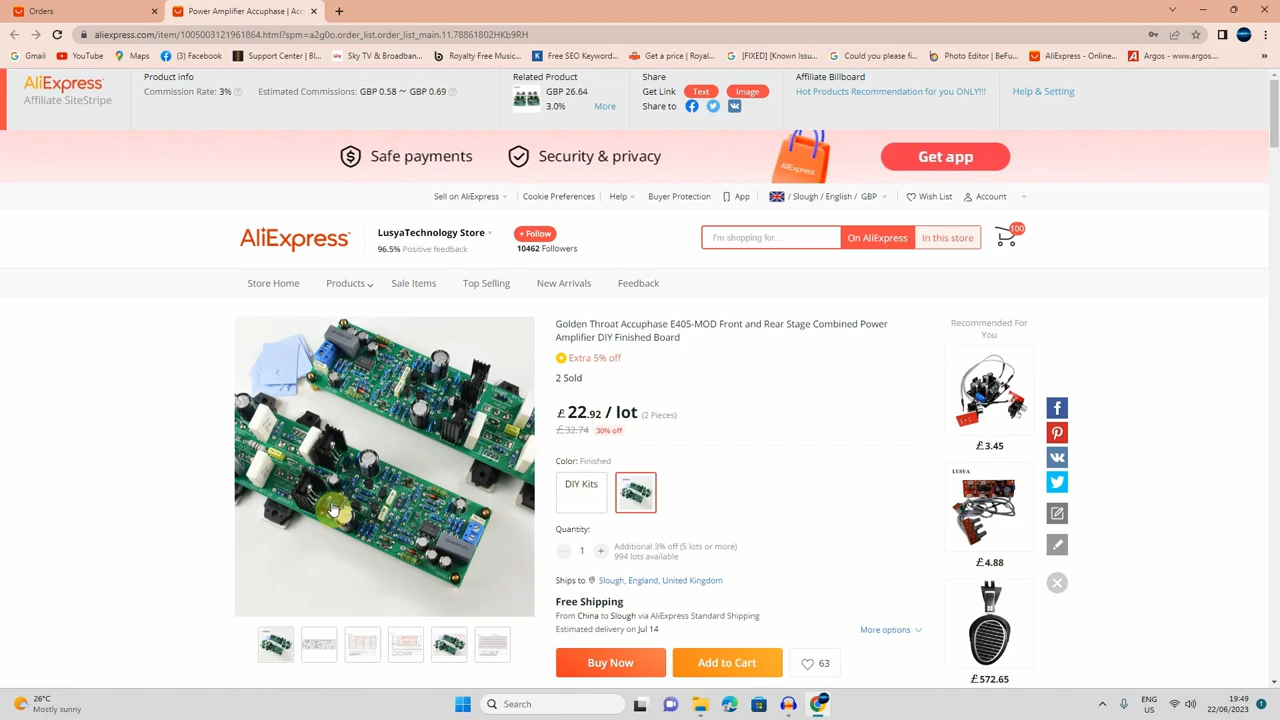 Orders
Power Amplifier Accuphase | Acc
aliexpress.com/item/1005003121961864.html?spm=a2g0o.order_list.order_list_main.11.78861802HKb9RH
Gmail
YouTube
Maps
(3) Facebook
Support Center | Bl...
Sky TV & Broadban...
Royalty Free Music...
Free SEO Keyword...
Get a price | Royal...
[FIXED] [Known Issu...
Could you please fi...
Photo Editor | BeFu...
AliExpress - Online...
Argos - www.argos...
AliExpress
Affiliate SiteStripe
Product Info
Commission Rate: 3%
Estimated Commissions: GBP 0.58 ~ GBP 0.69
Related Product
GBP 26.64
3.0%
More
Share
Get Link
Text
Image
Share to
Affiliate Billboard
Hot Products Recommendation for you ONLY!!!
Help & Setting
Safe payments
Security & privacy
AliExpress
Get app
Sell on AliExpress
Cookie Preferences
Help
Buyer Protection
App
/ Slough / English / GBP
Wish List
Account
AliExpress
LusyaTechnology Store
96.5% Positive feedback
+ Follow
10462 Followers
I'm shopping for...
On AliExpress
In this store
100
Store Home
Products
Sale Items
Top Selling
New Arrivals
Feedback
Golden Throat Accuphase E405-MOD Front and Rear Stage Combined Power
Amplifier DIY Finished Board
Extra 5% off
2 Sold
£22.92 / lot (2 Pieces)
£32.74 30% off
Color: Finished
DIY Kits
Quantity:
1
Additional 3% off (5 lots or more)
994 lots available
Ships to Slough, England, United Kingdom
Free Shipping
From China to Slough via AliExpress Standard Shipping
Estimated delivery on Jul 14
More options
Buy Now
Add to Cart
63
Recommended For
You
£3.45
LUSYA
£4.88
£572.65
26°C
Mostly sunny
Search
ENG
US
19:49
22/06/2023
1